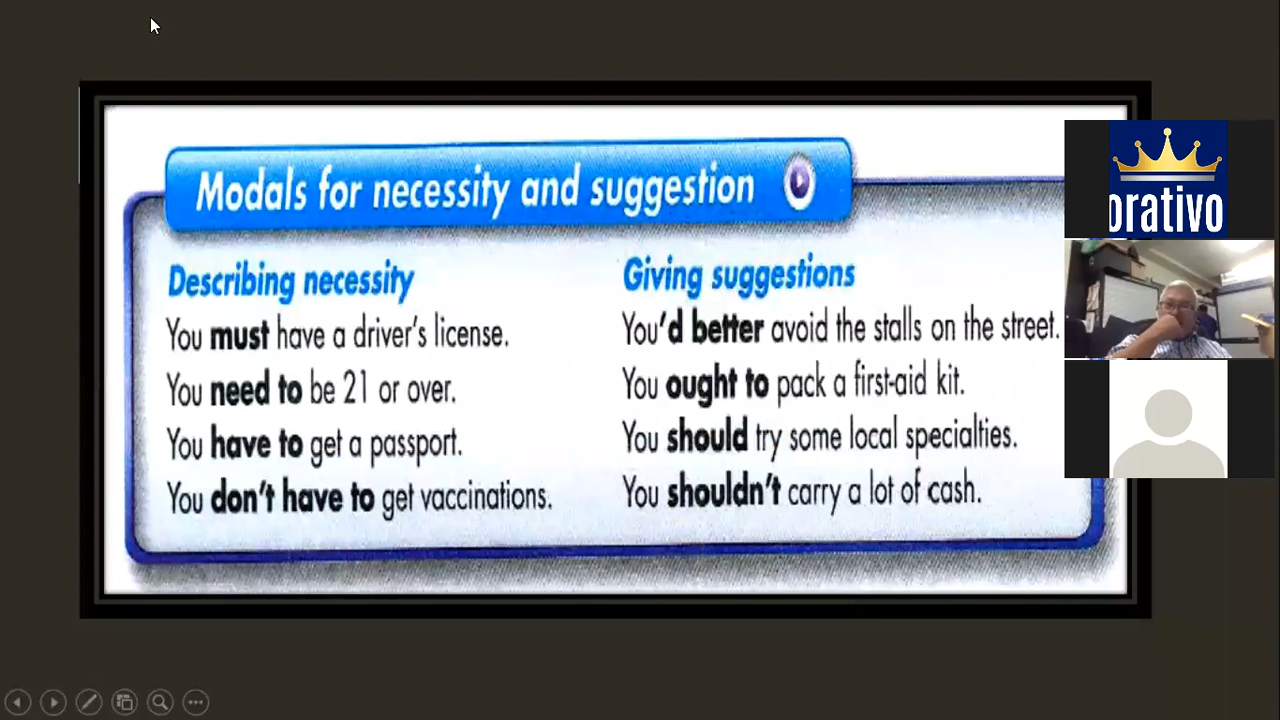 Modals for necessity and suggestion
Describing necessity
You must have a driver's license.
You need to be 21 or over.
You have to get a passport.
You don't have to get vaccinations.
Giving suggestions
You'd better avoid the stalls on the street.
You ought to pack a first-aid kit.
You should try some local specialties.
You shouldn't carry a lot of cash.
orativo